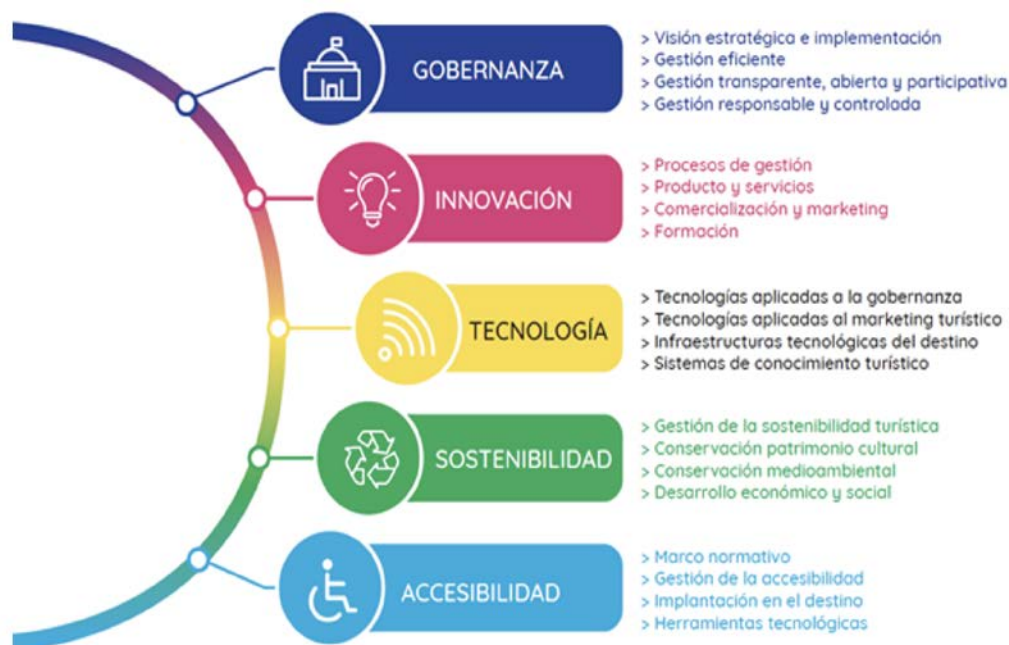 GOBERNANZA
> Visión estratégica e implementación
> Gestión eficiente
> Gestión transparente, abierta y participativa
> Gestión responsable y controlada
INNOVACIÓN
> Procesos de gestión
> Producto y servicios
> Comercialización y marketing
> Formación
TECNOLOGÍA
> Tecnologías aplicadas a la gobernanza
> Tecnologías aplicadas al marketing turístico
> Infraestructuras tecnológicas del destino
> Sistemas de conocimiento turístico
SOSTENIBILIDAD
> Gestión de la sostenibilidad turística
> Conservación patrimonio cultural
> Conservación medioambiental
> Desarrollo económico y social
ACCESIBILIDAD
> Marco normativo
> Gestión de la accesibilidad
> Implantación en el destino
> Herramientas tecnológicas